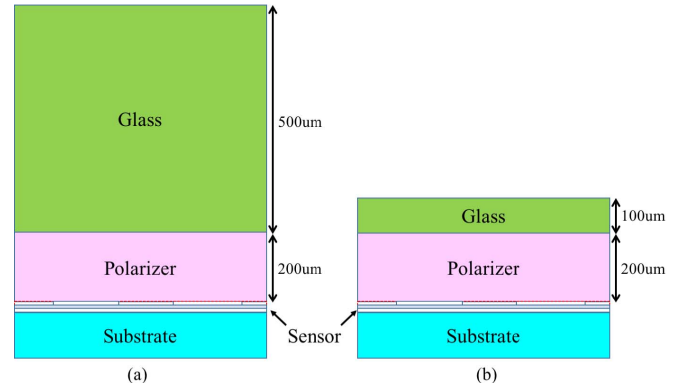 Glass
500um
Glass
100um
Polarizer
200um
Polarizer
200um
Substrate
Sensor
Substrate
(a)
(b)